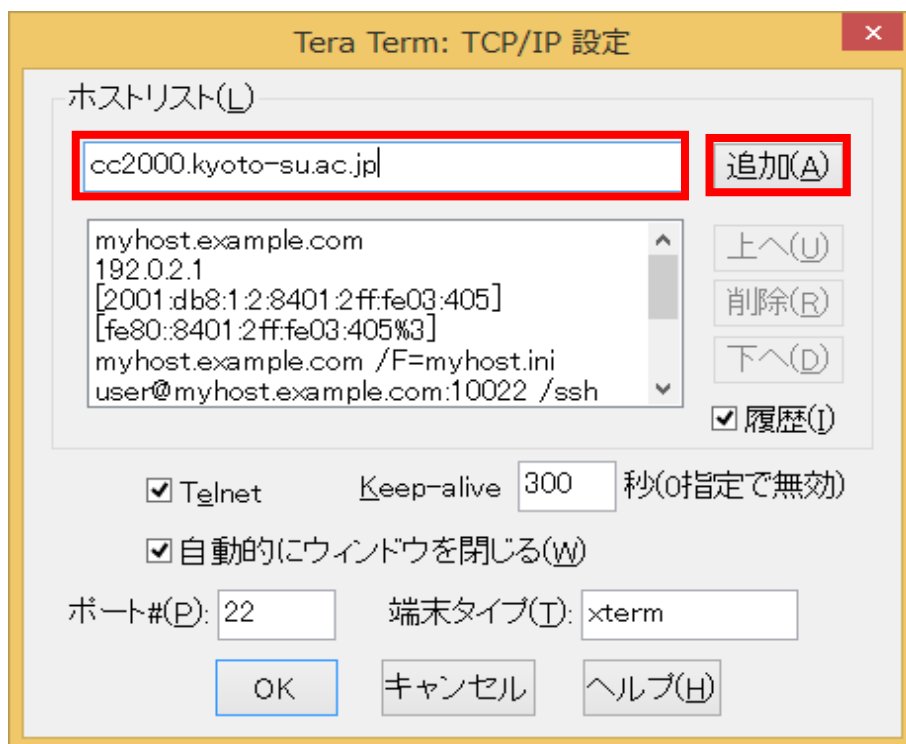 Tera Term: TCP/IP 設定
ホストリスト(L)
cc2000.kyoto-su.ac.jp
追加(A)
myhost.example.com
192.0.2.1
[2001:db8:1:2:8401:2ff:fe03:405]
[fe80::8401:2ff:fe03:405%3]
myhost.example.com /F=myhost.ini
user@myhost.example.com:10022 /ssh
上へ(U)
削除(R)
下へ(D)
履歴(I)
Telnet Keep-alive 300 秒(0指定で無効)
自動的にウィンドウを閉じる(W)
ポート#(P): 22 端末タイプ(T): xterm
OK キャンセル ヘルプ(H)